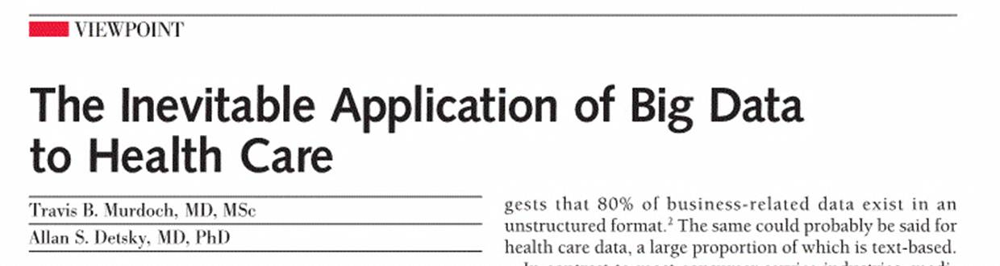 VIEWPOINT
The Inevitable Application of Big Data
to Health Care
Travis B. Murdoch, MD, MSc
Allan S. Detsky, MD, PhD
gests that 80% of business-related data exist in an
unstructured format.2 The same could probably be said for
health care data, a large proportion of which is text-based.